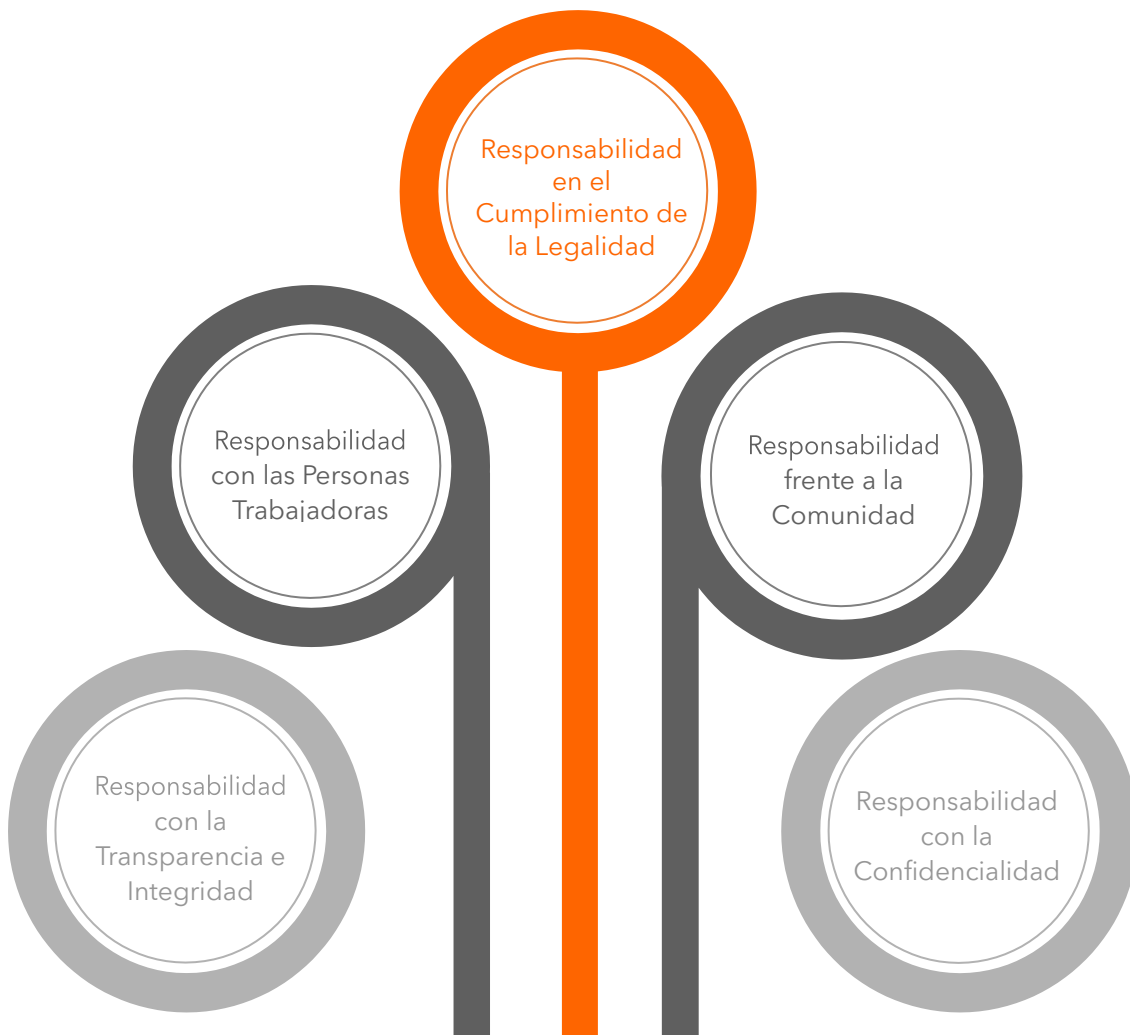 Responsabilidad
en el
Cumplimiento de
la Legalidad
Responsabilidad
con las Personas
Trabajadoras
Responsabilidad
frente a la
Comunidad
Responsabilidad
con la
Transparencia e
Integridad
Responsabilidad
con la
Confidencialidad